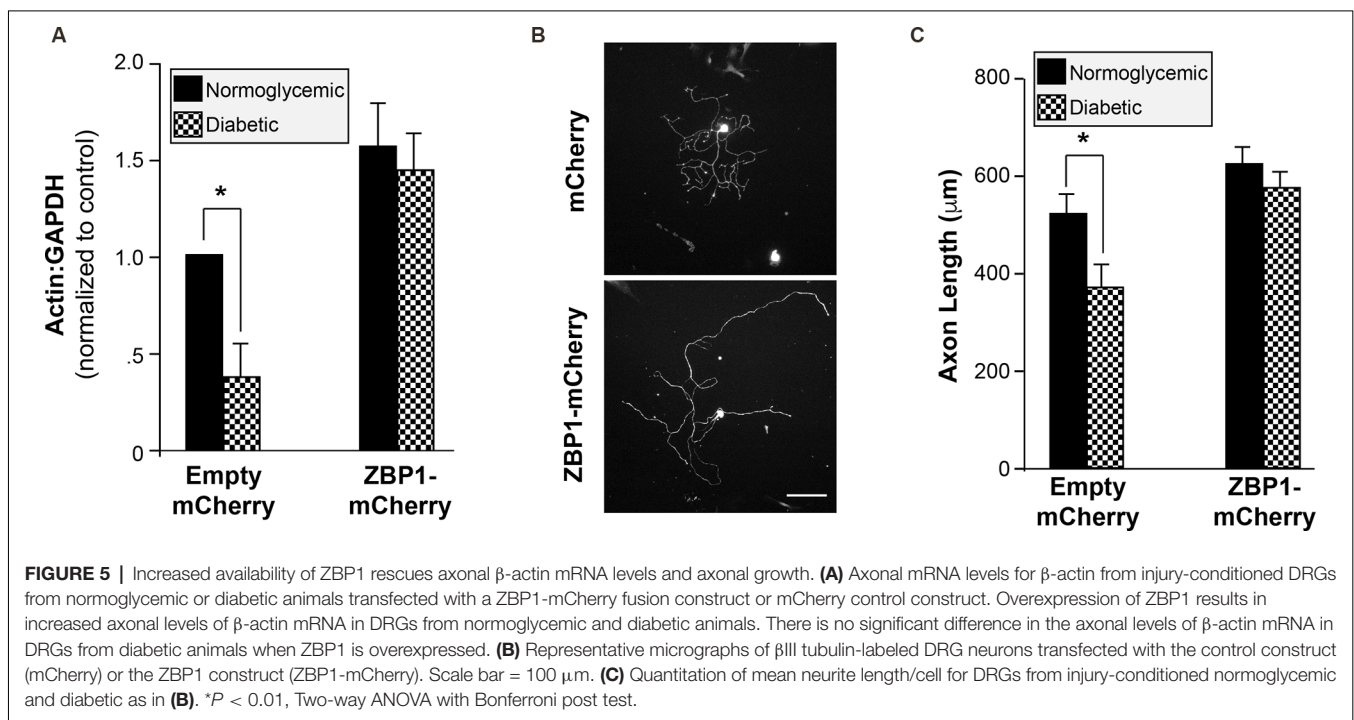 A
2.0
Normoglycemic
Diabetic
1.5
*
1.0
.5
0
Actin:GAPDH
(normalized to control)
Empty
mCherry
ZBP1-
mCherry
B
mCherry
ZBP1-mCherry
C
800
Normoglycemic
Diabetic
*
600
400
200
0
Axon Length (μm)
Empty
mCherry
ZBP1-
mCherry
FIGURE 5 | Increased availability of ZBP1 rescues axonal β-actin mRNA levels and axonal growth. (A) Axonal mRNA levels for β-actin from injury-conditioned DRGs
from normoglycemic or diabetic animals transfected with a ZBP1-mCherry fusion construct or mCherry control construct. Overexpression of ZBP1 results in
increased axonal levels of β-actin mRNA in DRGs from normoglycemic and diabetic animals. There is no significant difference in the axonal levels of β-actin mRNA in
DRGs from diabetic animals when ZBP1 is overexpressed. (B) Representative micrographs of βIII tubulin-labeled DRG neurons transfected with the control construct
(mCherry) or the ZBP1 construct (ZBP1-mCherry). Scale bar = 100 μm. (C) Quantitation of mean neurite length/cell for DRGs from injury-conditioned normoglycemic
and diabetic as in (B). *P < 0.01, Two-way ANOVA with Bonferroni post test.